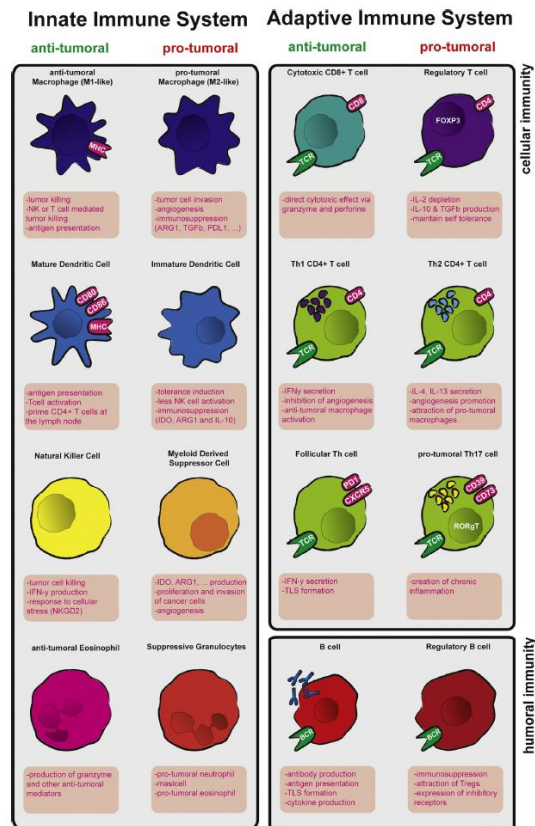 Innate Immune System
anti-tumoral
pro-tumoral
anti-tumoral
Macrophage (M1-like)
MHC
-tumor killing
-NK or T cell mediated
tumor killing
-antigen presentation
pro-tumoral
Macrophage (M2-like)
-tumor cell invasion
-angiogenesis
-immunosuppression
(ARG1, TGFb, PDL1, ...)
Mature Dendritic Cell
CD80
CD86
MHC
-antigen presentation
-Tcell activation
-prime CD4+ T cells at
the lymph node
Immature Dendritic Cell
-tolerance induction
-less NK cell activation
-immunosuppression
(IDO, ARG1 and IL-10)
Natural Killer Cell
-tumor cell killing
-IFN-y production
-response to cellular
stress (NKGD2)
Myeloid Derived
Suppressor Cell
-IDO, ARG1, ... production
-proliferation and invasion
of cancer cells
-angiogenesis
anti-tumoral Eosinophil
-production of granzyme
and other anti-tumoral
mediators
Suppressive Granulocytes
-pro-tumoral neutrophil
-mastcell
-pro-tumoral eosinophil
Adaptive Immune System
anti-tumoral
pro-tumoral
cellular immunity
Cytotoxic CD8+ T cell
CD8
TCR
-direct cytotoxic effect via
granzyme and perforine
Regulatory T cell
CD4
FOXP3
TCR
-IL-2 depletion
-IL-10 & TGFb production
-maintain self tolerance
Th1 CD4+ T cell
CD4
TCR
-IFNy secretion
-inhibition of angiogenesis
-anti-tumoral macrophage
activation
Th2 CD4+ T cell
CD4
TCR
-IL-4, IL-13 secretion
-angiogenesis promotion
-attraction of pro-tumoral
macrophages
Follicular Th cell
PD1
CXCR5
TCR
-IFN-y secretion
-TLS formation
pro-tumoral Th17 cell
CD39
CD73
RORgT
TCR
-creation of chronic
inflammation
humoral immunity
B cell
BCR
-antibody production
-antigen presentation
-TLS formation
-cytokine production
Regulatory B cell
BCR
-immunosuppression
-attraction of Tregs
-expression of inhibitory
receptors